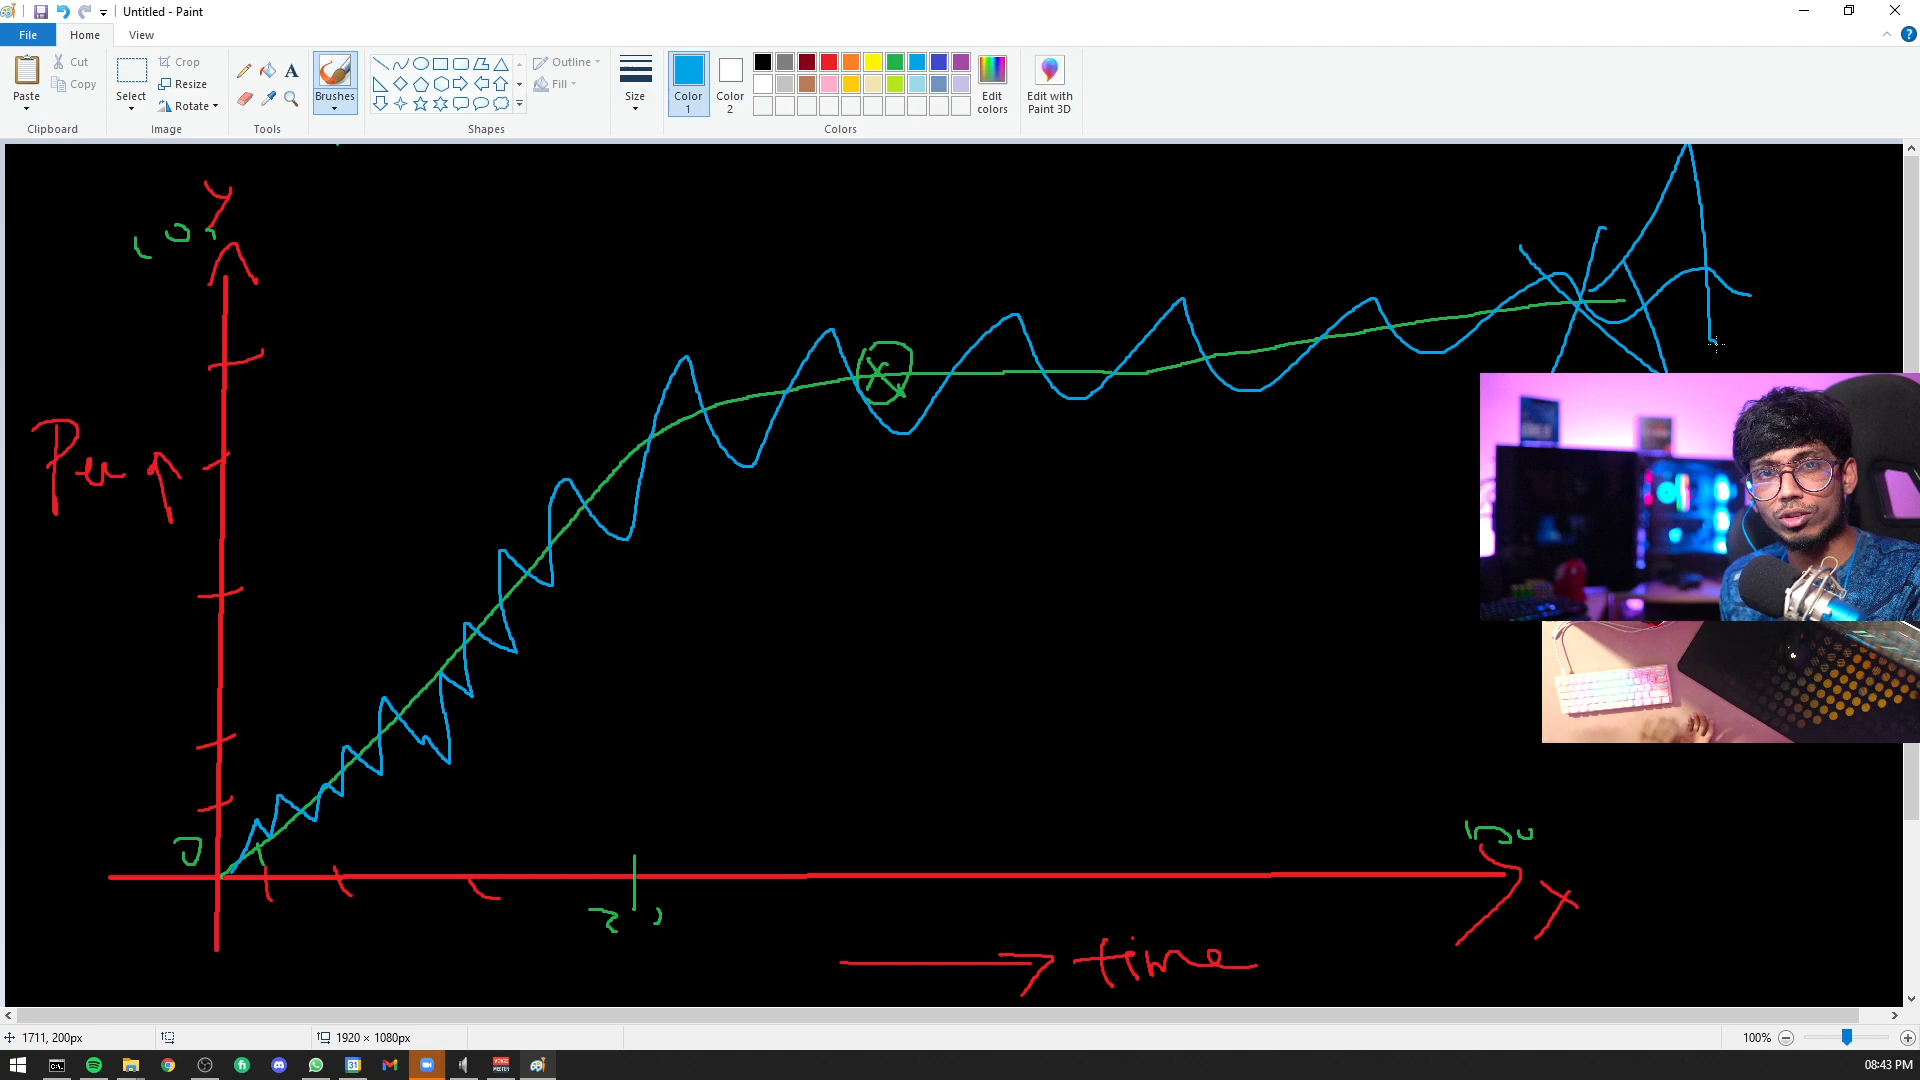 Untitled - Paint
File Home View
Paste
Cut
Copy
Clipboard
Select
Crop
Resize
Rotate
Image
Tools
Brushes
Shapes
Outline
Fill
Size
Color 1
Color 2
Edit colors
Colors
Edit with Paint 3D
Y
Per
0
time
X
1711, 200px
1920 × 1080px
100%
31
08:43 PM